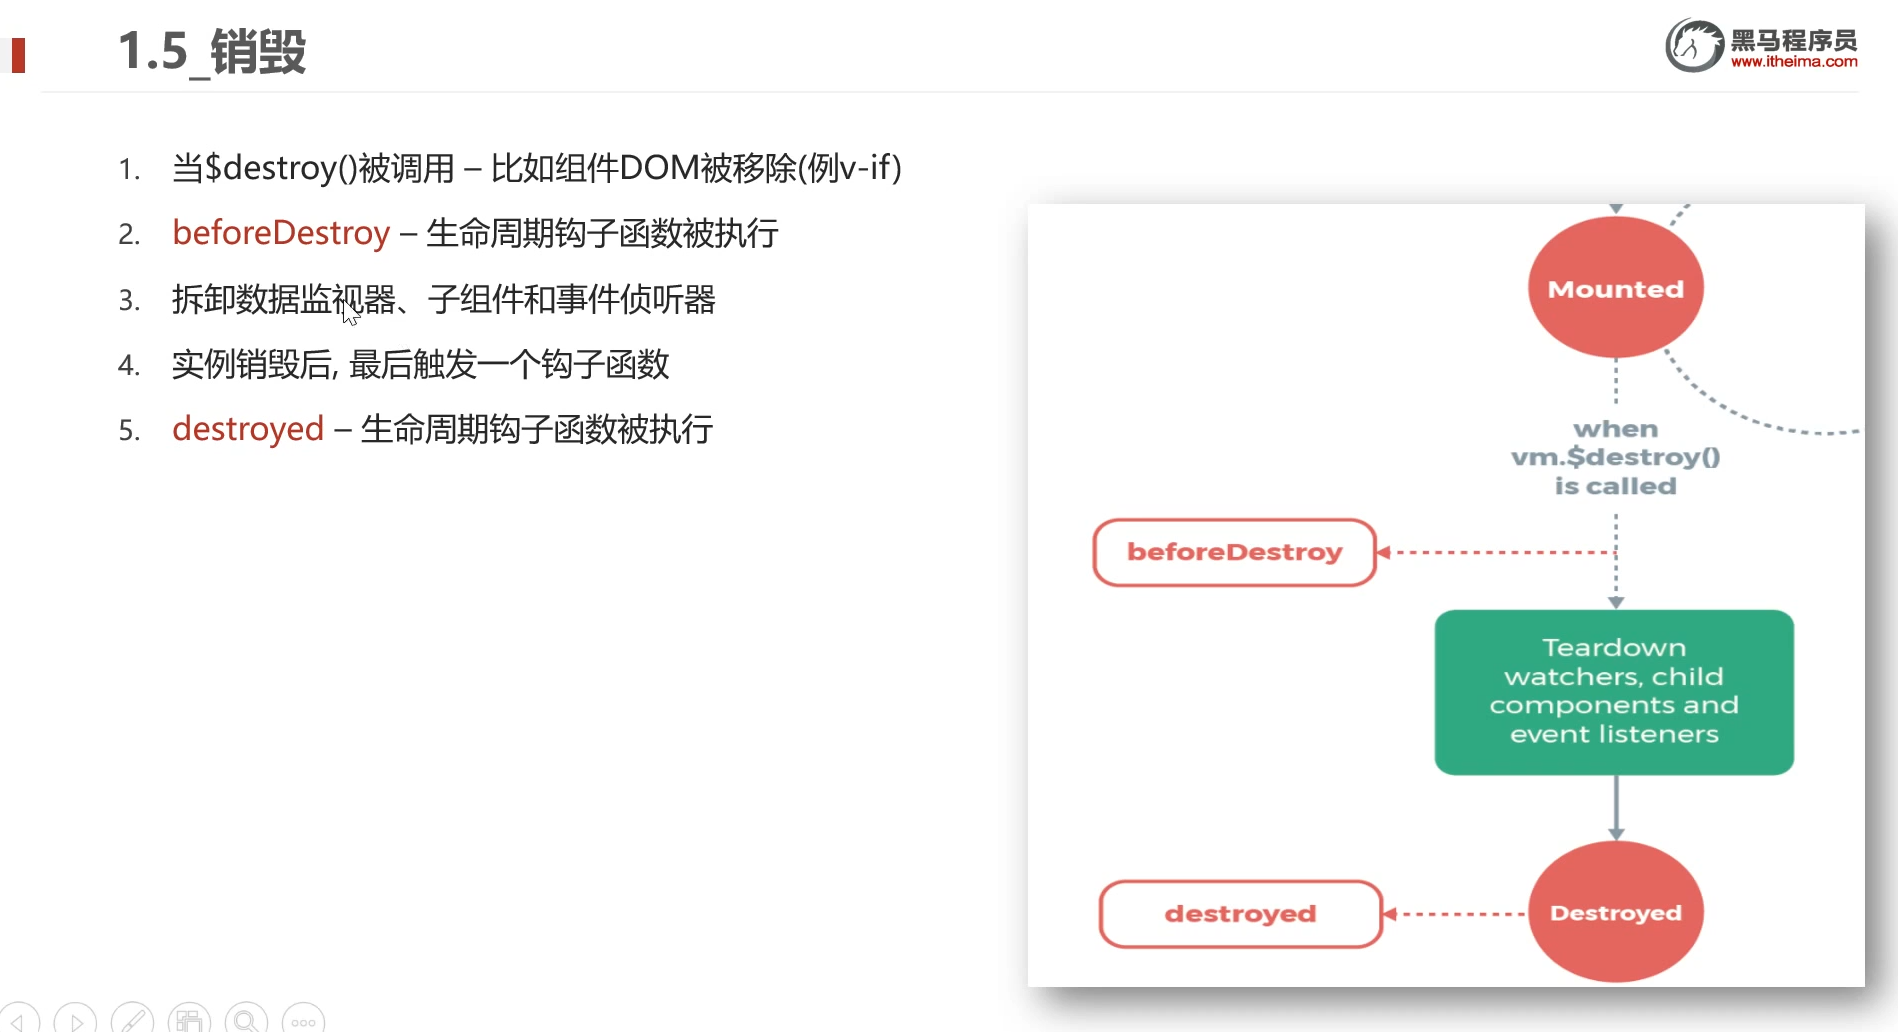 1.5_销毁
黑马程序员
www.itheima.com
1. 当$destroy()被调用 – 比如组件DOM被移除(例v-if)
2. beforeDestroy – 生命周期钩子函数被执行
3. 拆卸数据监视器、子组件和事件侦听器
4. 实例销毁后, 最后触发一个钩子函数
5. destroyed – 生命周期钩子函数被执行
Mounted
when
vm.$destroy()
is called
beforeDestroy
Teardown
watchers, child
components and
event listeners
destroyed
Destroyed